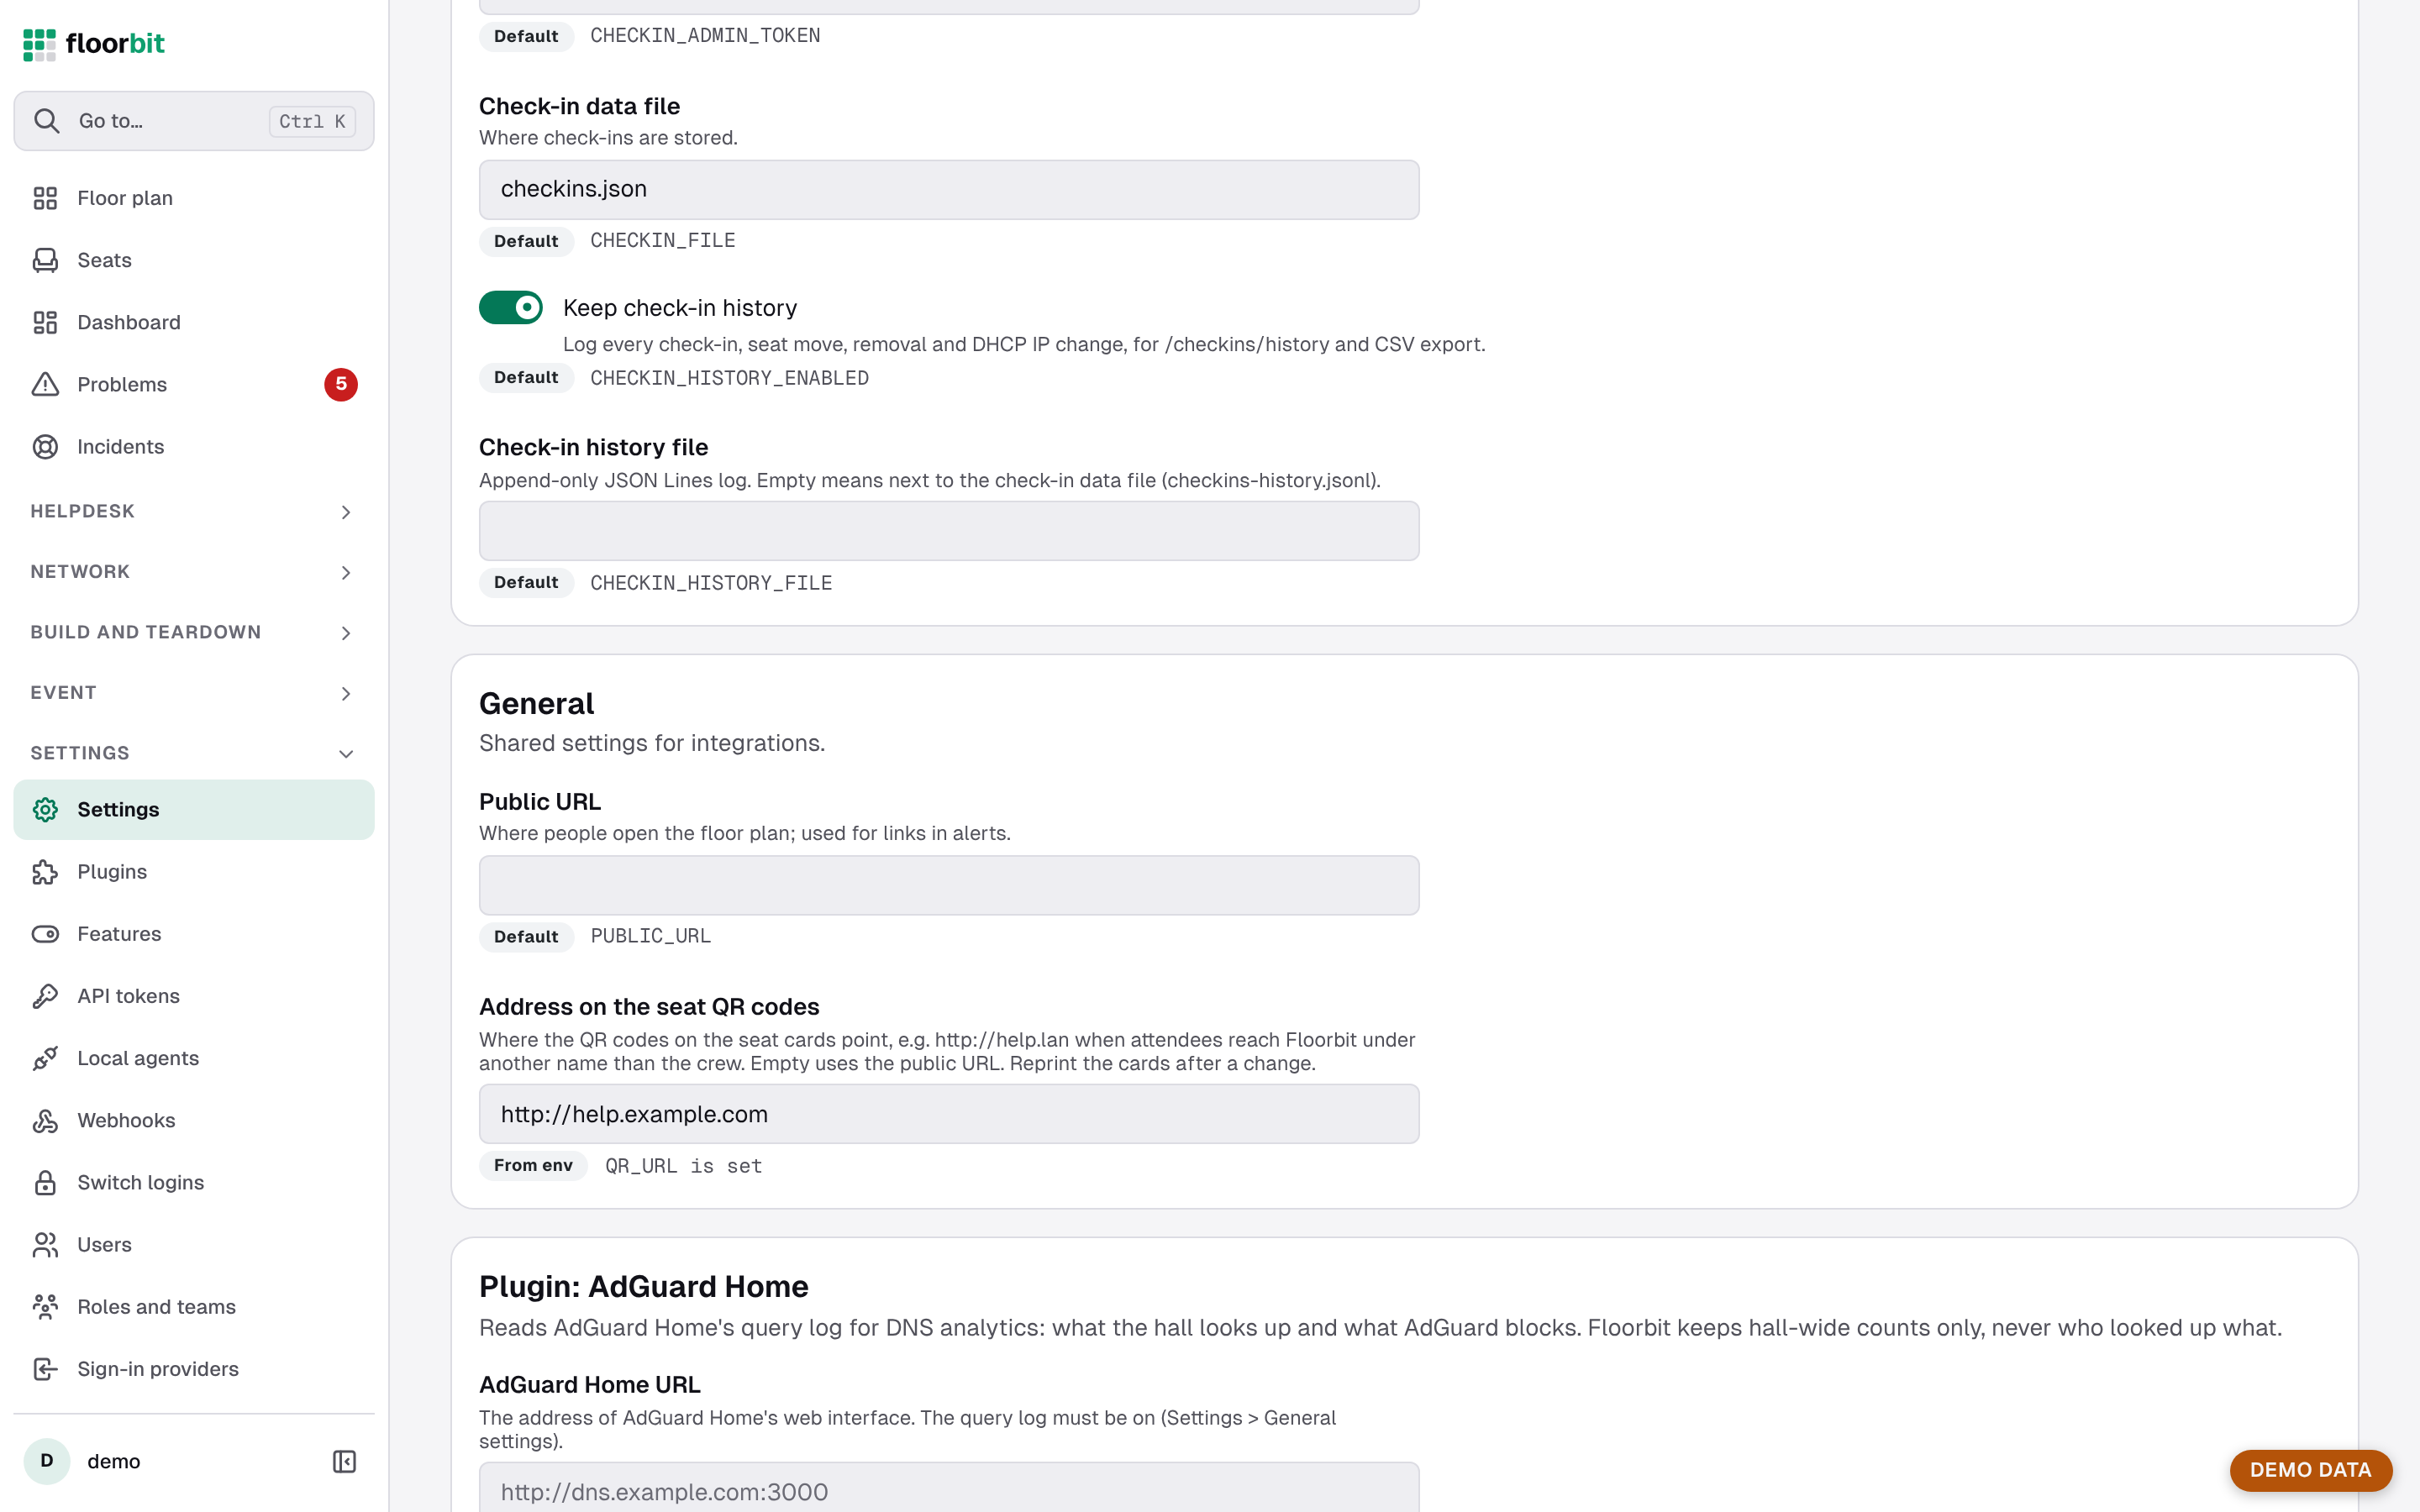 floorbit
Go to...
Ctrl K
Floor plan
Seats
Dashboard
Problems
5
Incidents
HELPDESK
NETWORK
BUILD AND TEARDOWN
EVENT
SETTINGS
Settings
Plugins
Features
API tokens
Local agents
Webhooks
Switch logins
Users
Roles and teams
Sign-in providers
D
demo
Default CHECKIN_ADMIN_TOKEN
Check-in data file
Where check-ins are stored.
checkins.json
Default CHECKIN_FILE
Keep check-in history
Log every check-in, seat move, removal and DHCP IP change, for /checkins/history and CSV export.
Default CHECKIN_HISTORY_ENABLED
Check-in history file
Append-only JSON Lines log. Empty means next to the check-in data file (checkins-history.jsonl).
Default CHECKIN_HISTORY_FILE
General
Shared settings for integrations.
Public URL
Where people open the floor plan; used for links in alerts.
Default PUBLIC_URL
Address on the seat QR codes
Where the QR codes on the seat cards point, e.g. http://help.lan when attendees reach Floorbit under
another name than the crew. Empty uses the public URL. Reprint the cards after a change.
http://help.example.com
From env QR_URL is set
Plugin: AdGuard Home
Reads AdGuard Home's query log for DNS analytics: what the hall looks up and what AdGuard blocks. Floorbit keeps hall-wide counts only, never who looked up what.
AdGuard Home URL
The address of AdGuard Home's web interface. The query log must be on (Settings > General
settings).
http://dns.example.com:3000
DEMO DATA